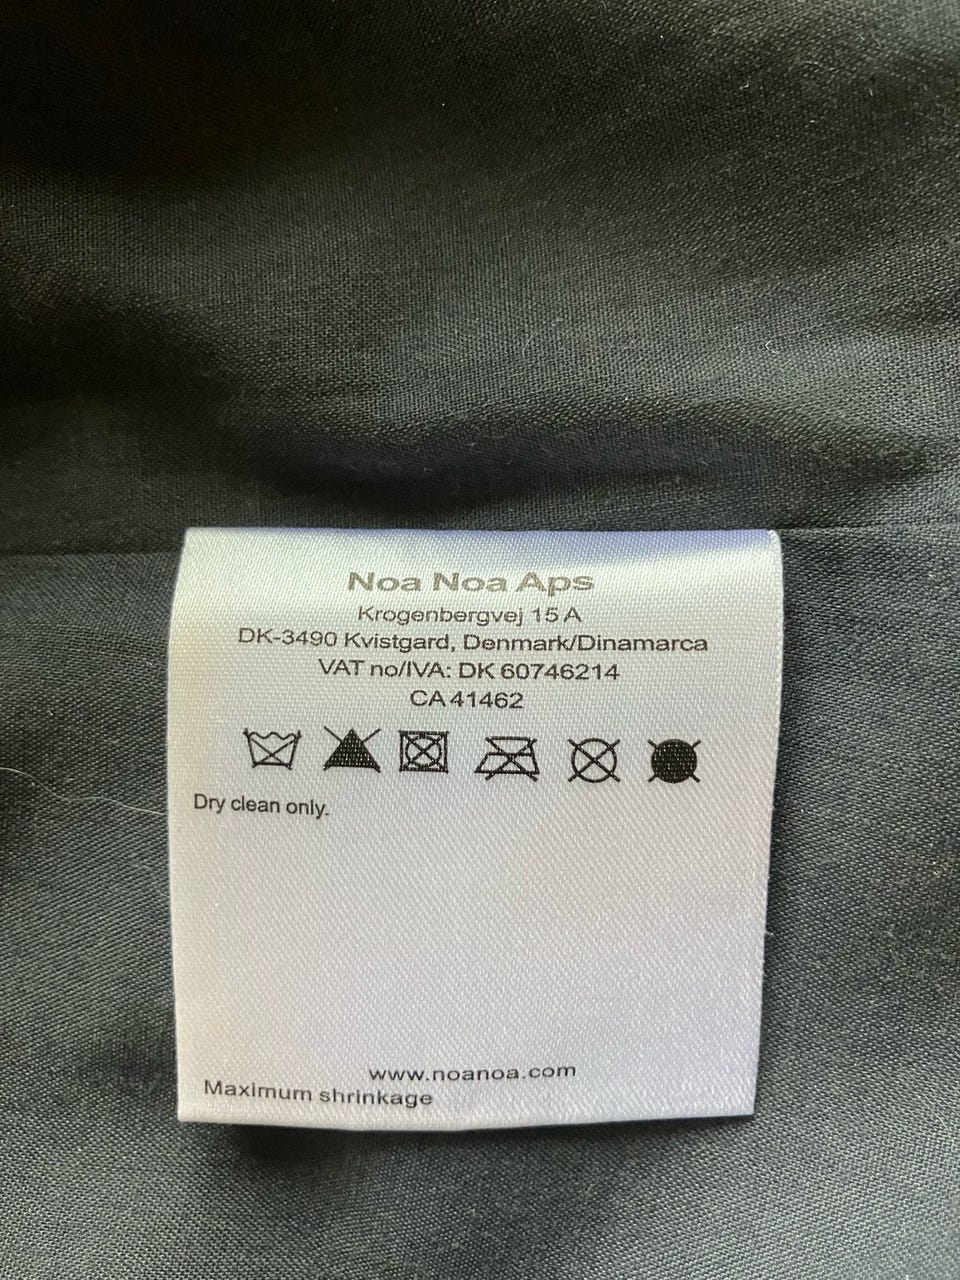 Noa Noa Aps
Krogenbergvej 15 A
DK-3490 Kvistgard, Denmark/Dinamarca
VAT no/IVA: DK 60746214
CA 41462
Dry clean only.
www.noanoa.com
Maximum shrinkage